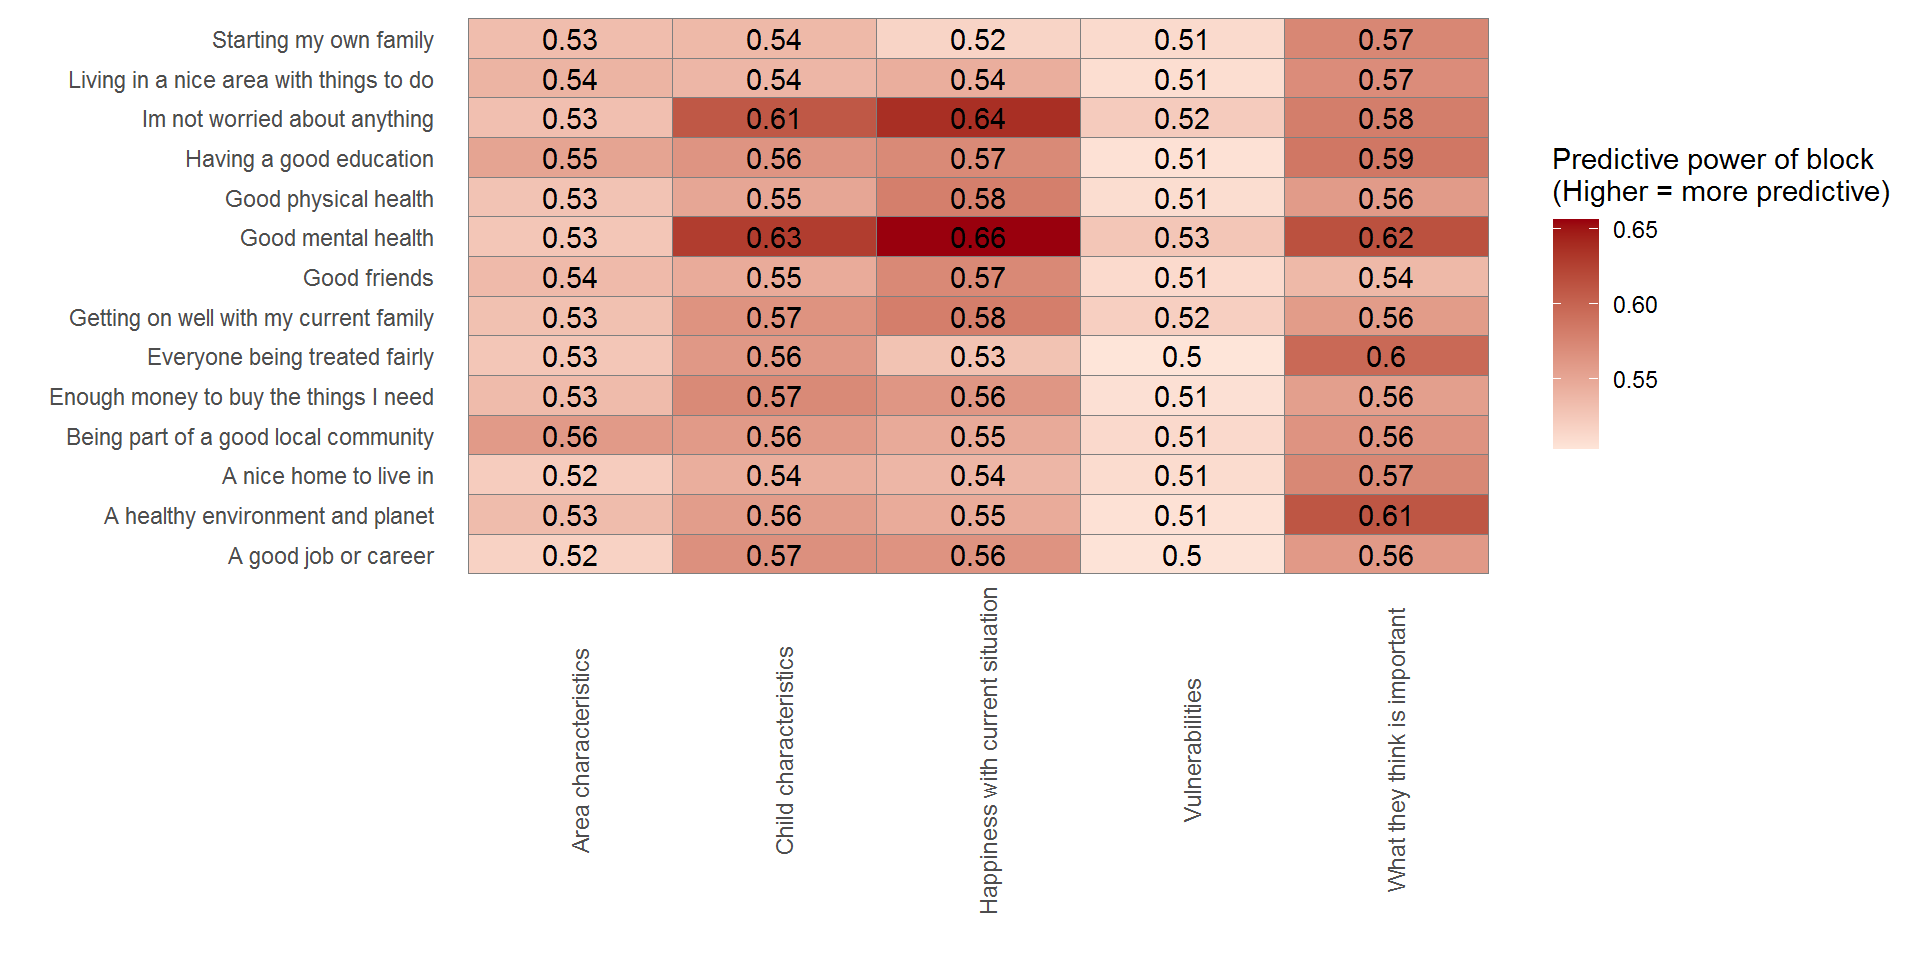 Starting my own family 0.53 0.54 0.52 0.51 0.57
Living in a nice area with things to do 0.54 0.54 0.54 0.51 0.57
Im not worried about anything 0.53 0.61 0.64 0.52 0.58
Having a good education 0.55 0.56 0.57 0.51 0.59
Good physical health 0.53 0.55 0.58 0.51 0.56
Good mental health 0.53 0.63 0.66 0.53 0.62
Good friends 0.54 0.55 0.57 0.51 0.54
Getting on well with my current family 0.53 0.57 0.58 0.52 0.56
Everyone being treated fairly 0.53 0.56 0.53 0.5 0.6
Enough money to buy the things I need 0.53 0.57 0.56 0.51 0.56
Being part of a good local community 0.56 0.56 0.55 0.51 0.56
A nice home to live in 0.52 0.54 0.54 0.51 0.57
A healthy environment and planet 0.53 0.56 0.55 0.51 0.61
A good job or career 0.52 0.57 0.56 0.5 0.56
Area characteristics
Child characteristics
Happiness with current situation
Vulnerabilities
What they think is important
Predictive power of block
(Higher = more predictive)
0.65
0.60
0.55